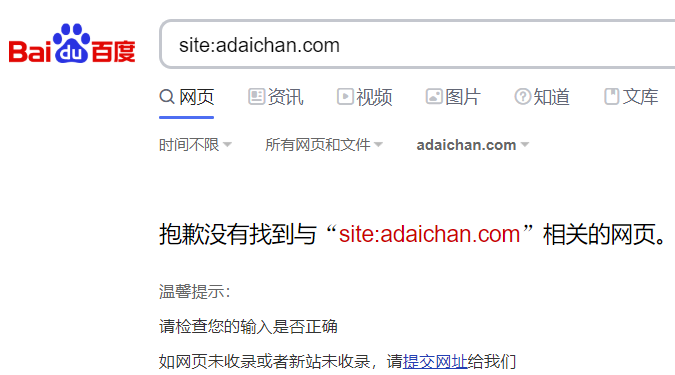 Bai du 百度
site:adaichan.com
网页 资讯 视频 图片 知道 文库
时间不限 所有网页和文件 adaichan.com
抱歉没有找到与“site:adaichan.com”相关的网页。
温馨提示：
请检查您的输入是否正确
如网页未收录或者新站未收录，请提交网址给我们